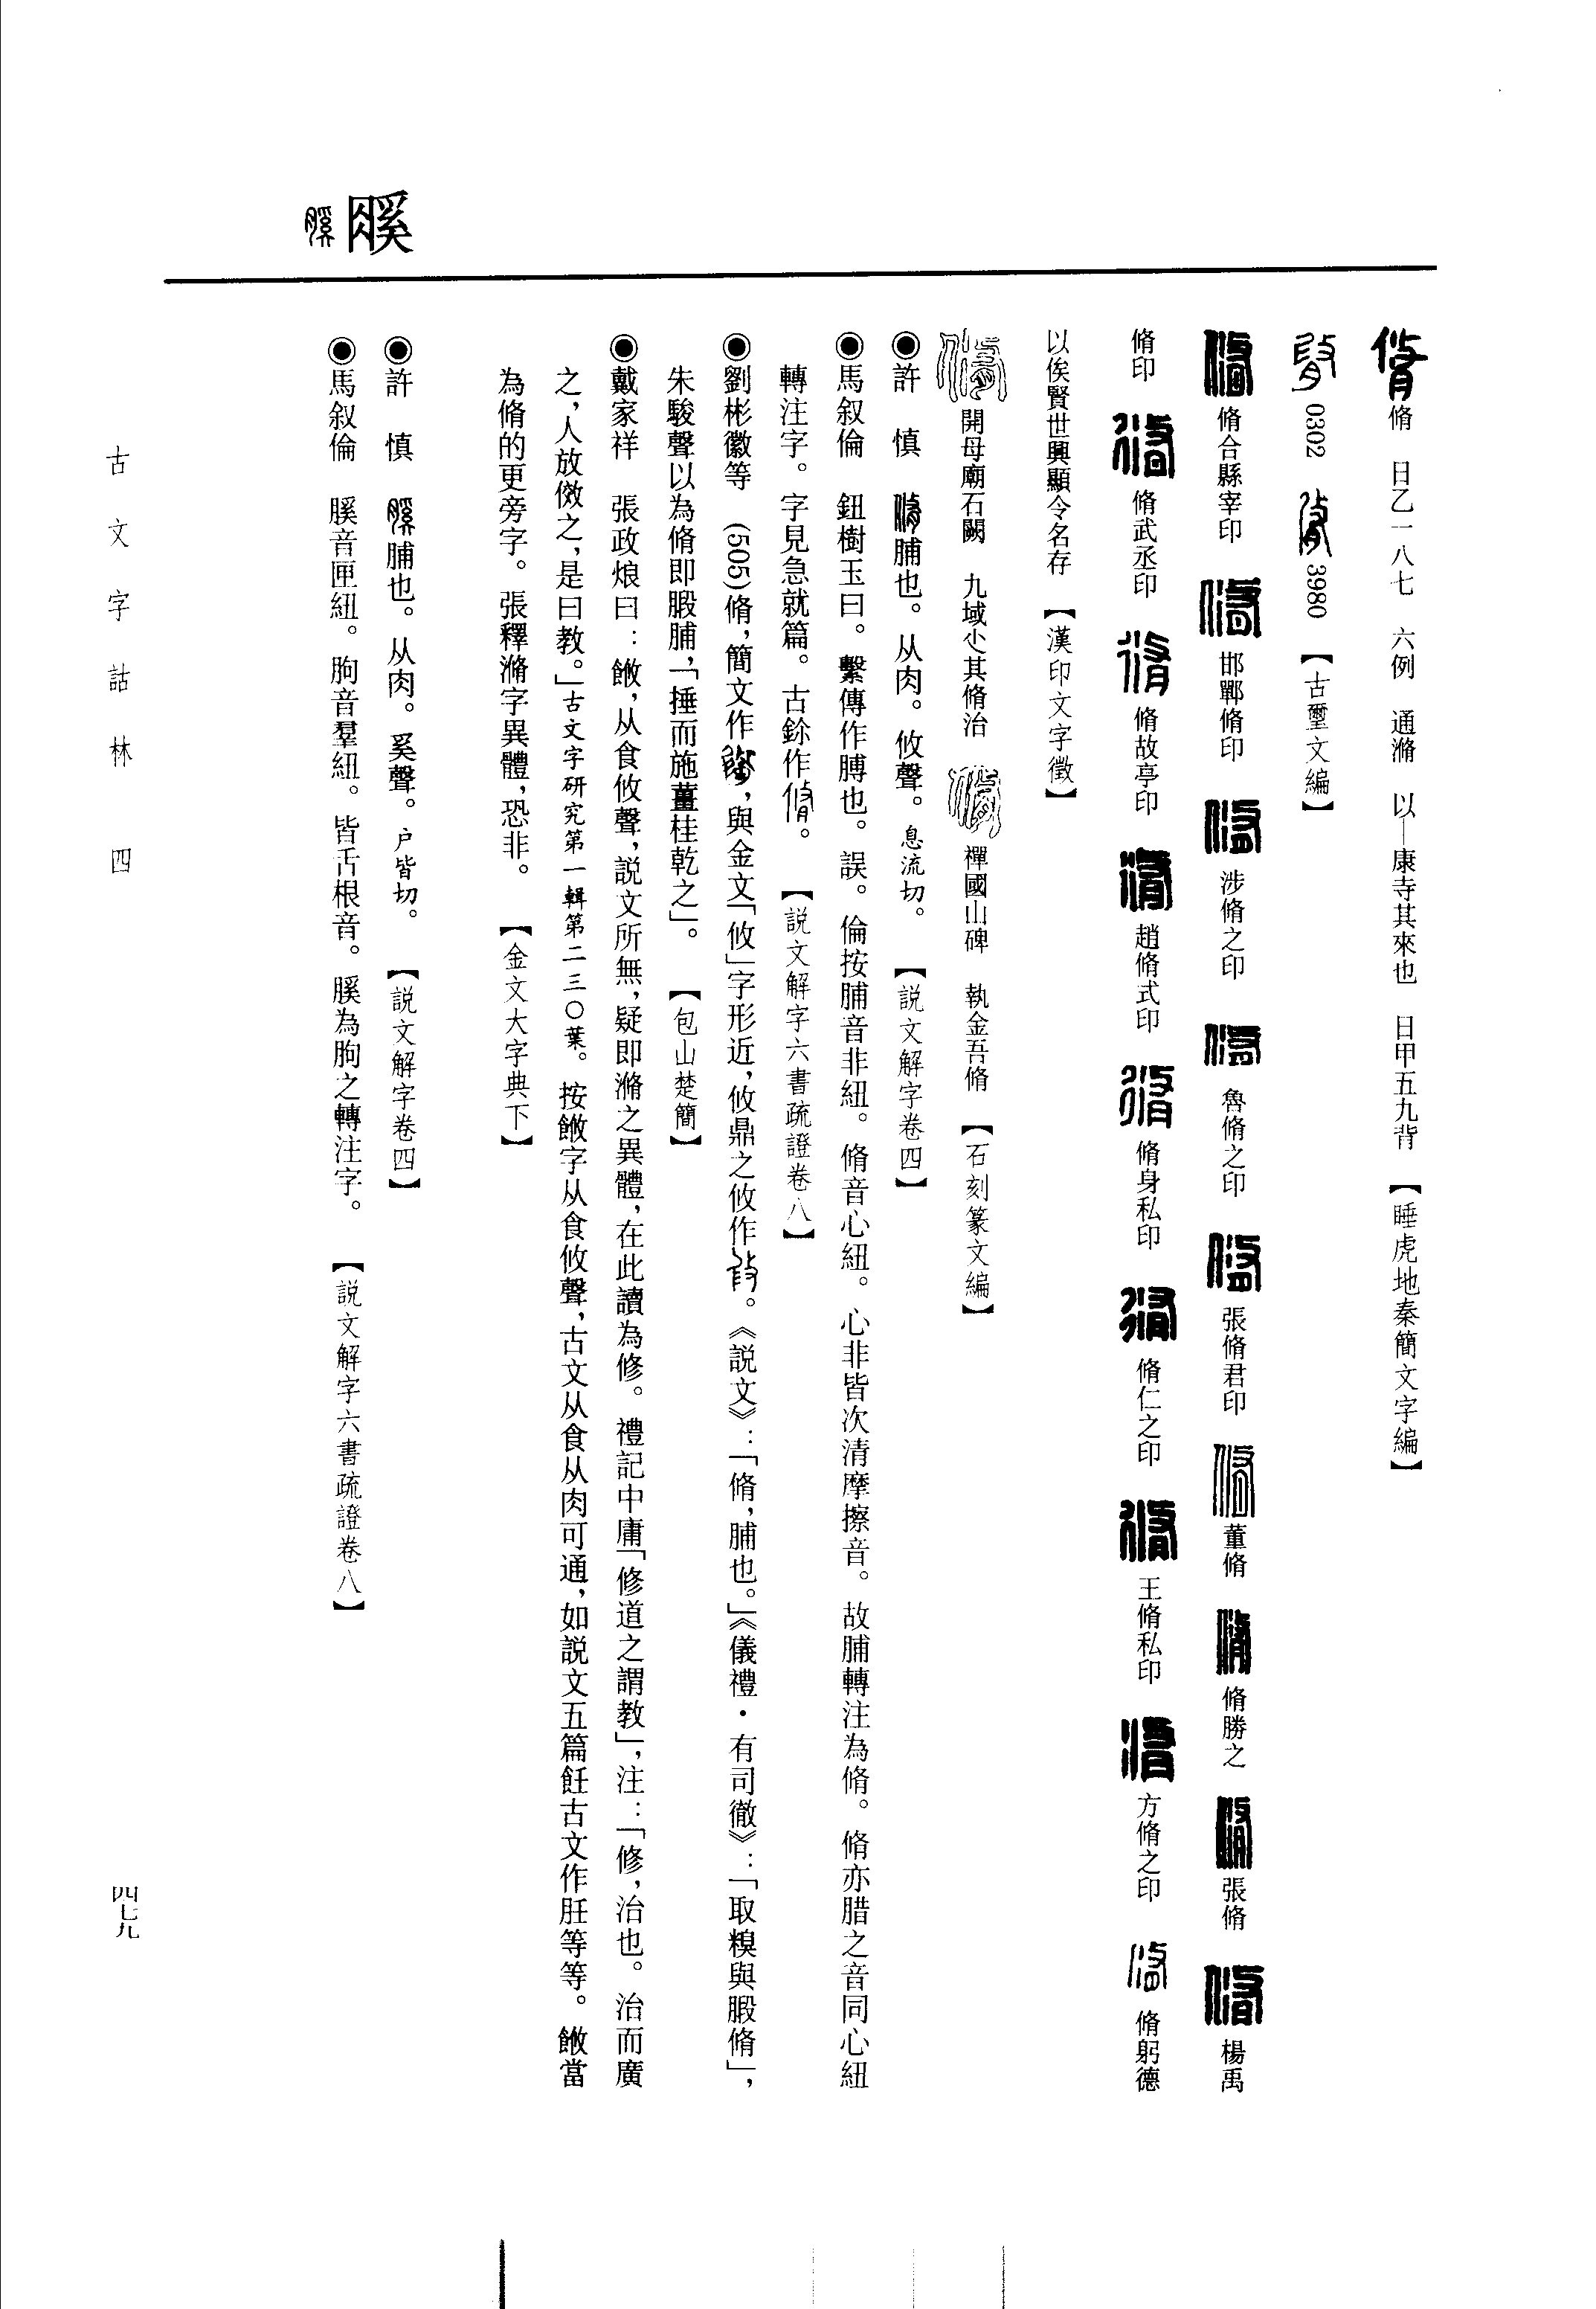 膎
脩 日乙一八七 六例 通滫 以—康寺其來也 日甲五九背 【睡虎地秦簡文字編】
0302 3980 【古璽文編】
脩合縣宰印 邯鄲脩印 涉脩之印 魯脩之印 張脩君印 董脩 脩勝之 張脩 楊禹
脩印 脩武丞印 脩故亭印 趙脩式印 脩身私印 脩仁之印 王脩私印 方脩之印 脩躬德
以俟賢世興顯令名存 【漢印文字徵】
開母廟石闕 九域尐其脩治 禪國山碑 執金吾脩 【石刻篆文編】
◉許 慎 脯也。从肉。攸聲。息流切。 【説文解字卷四】
◉馬叙倫 鈕樹玉曰。繫傳作膊也。誤。倫按脯音非紐。脩音心紐。心非皆次清摩擦音。故脯轉注為脩。脩亦腊之音同心紐
轉注字。字見急就篇。古鉩作。 【説文解字六書疏證卷八】
◉劉彬徽等 (505)脩,簡文作,與金文「攸」字形近,攸鼎之攸作。《説文》:「脩,脯也。」《儀禮·有司徹》:「取糗與腶脩」,
朱駿聲以為脩即腶脯,「捶而施薑桂乾之」。 【包山楚簡】
◉戴家祥 張政烺曰:䬺,从食攸聲,説文所無,疑即滫之異體,在此讀為修。禮記中庸「修道之謂教」,注:「修,治也。治而廣
之,人放傚之,是曰教。」古文字研究第一輯第二三〇葉。按䬺字从食攸聲,古文从食从肉可通,如説文五篇飪古文作肝等等。䬺當
為脩的更旁字。張釋滫字異體,恐非。 【金文大字典下】
◉許 慎 脯也。从肉。奚聲。户皆切。 【説文解字卷四】
◉馬叙倫 膎音匣紐。朐音羣紐。皆舌根音。膎為朐之轉注字。 【説文解字六書疏證卷八】
古文字詁林 四
四七九